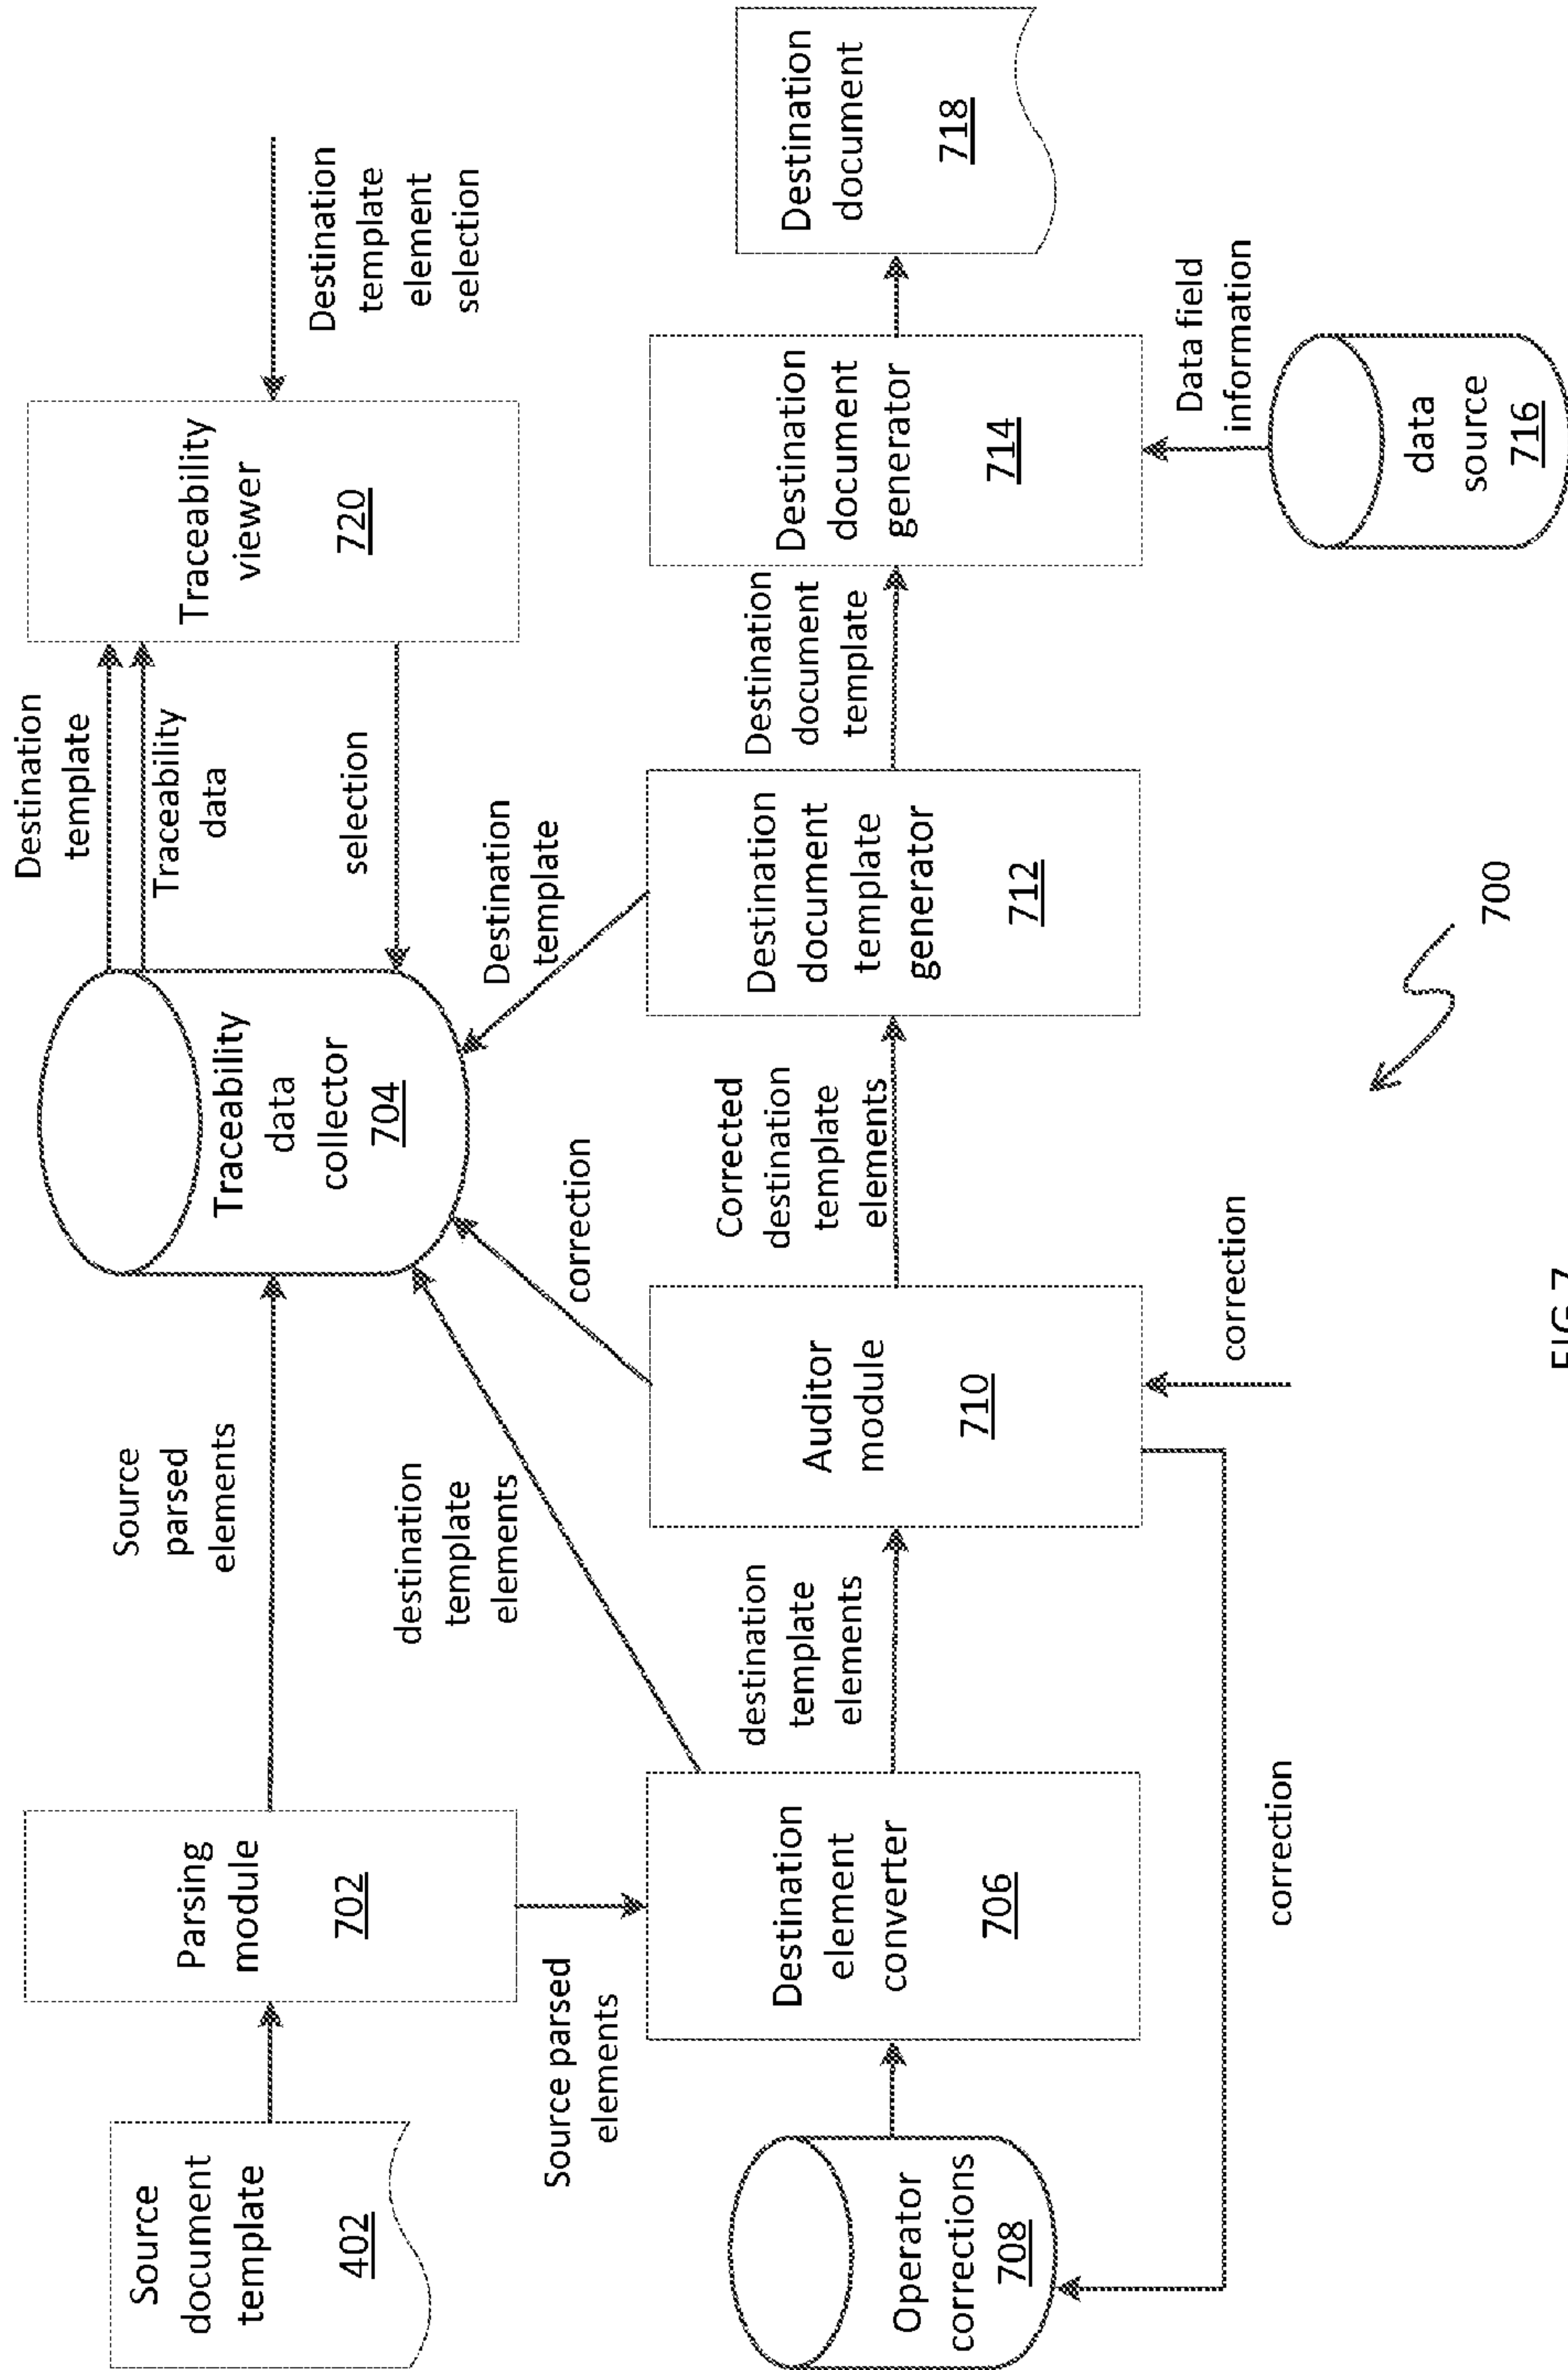 Source
document
template
402
Parsing
module
702
Source
parsed
elements
Traceability
data
collector
704
Destination
template
Traceability
data
selection
Traceability
viewer
720
Destination
template
element
selection
Source parsed
elements
destination
template
elements
correction
Destination
template
Operator
corrections
708
Destination
element
converter
706
destination
template
elements
Auditor
module
710
Corrected
destination
template
elements
Destination
document
template
generator
712
Destination
document
template
Destination
document
generator
714
Destination
document
718
correction
correction
Data field
information
data
source
716
700
FIG 7